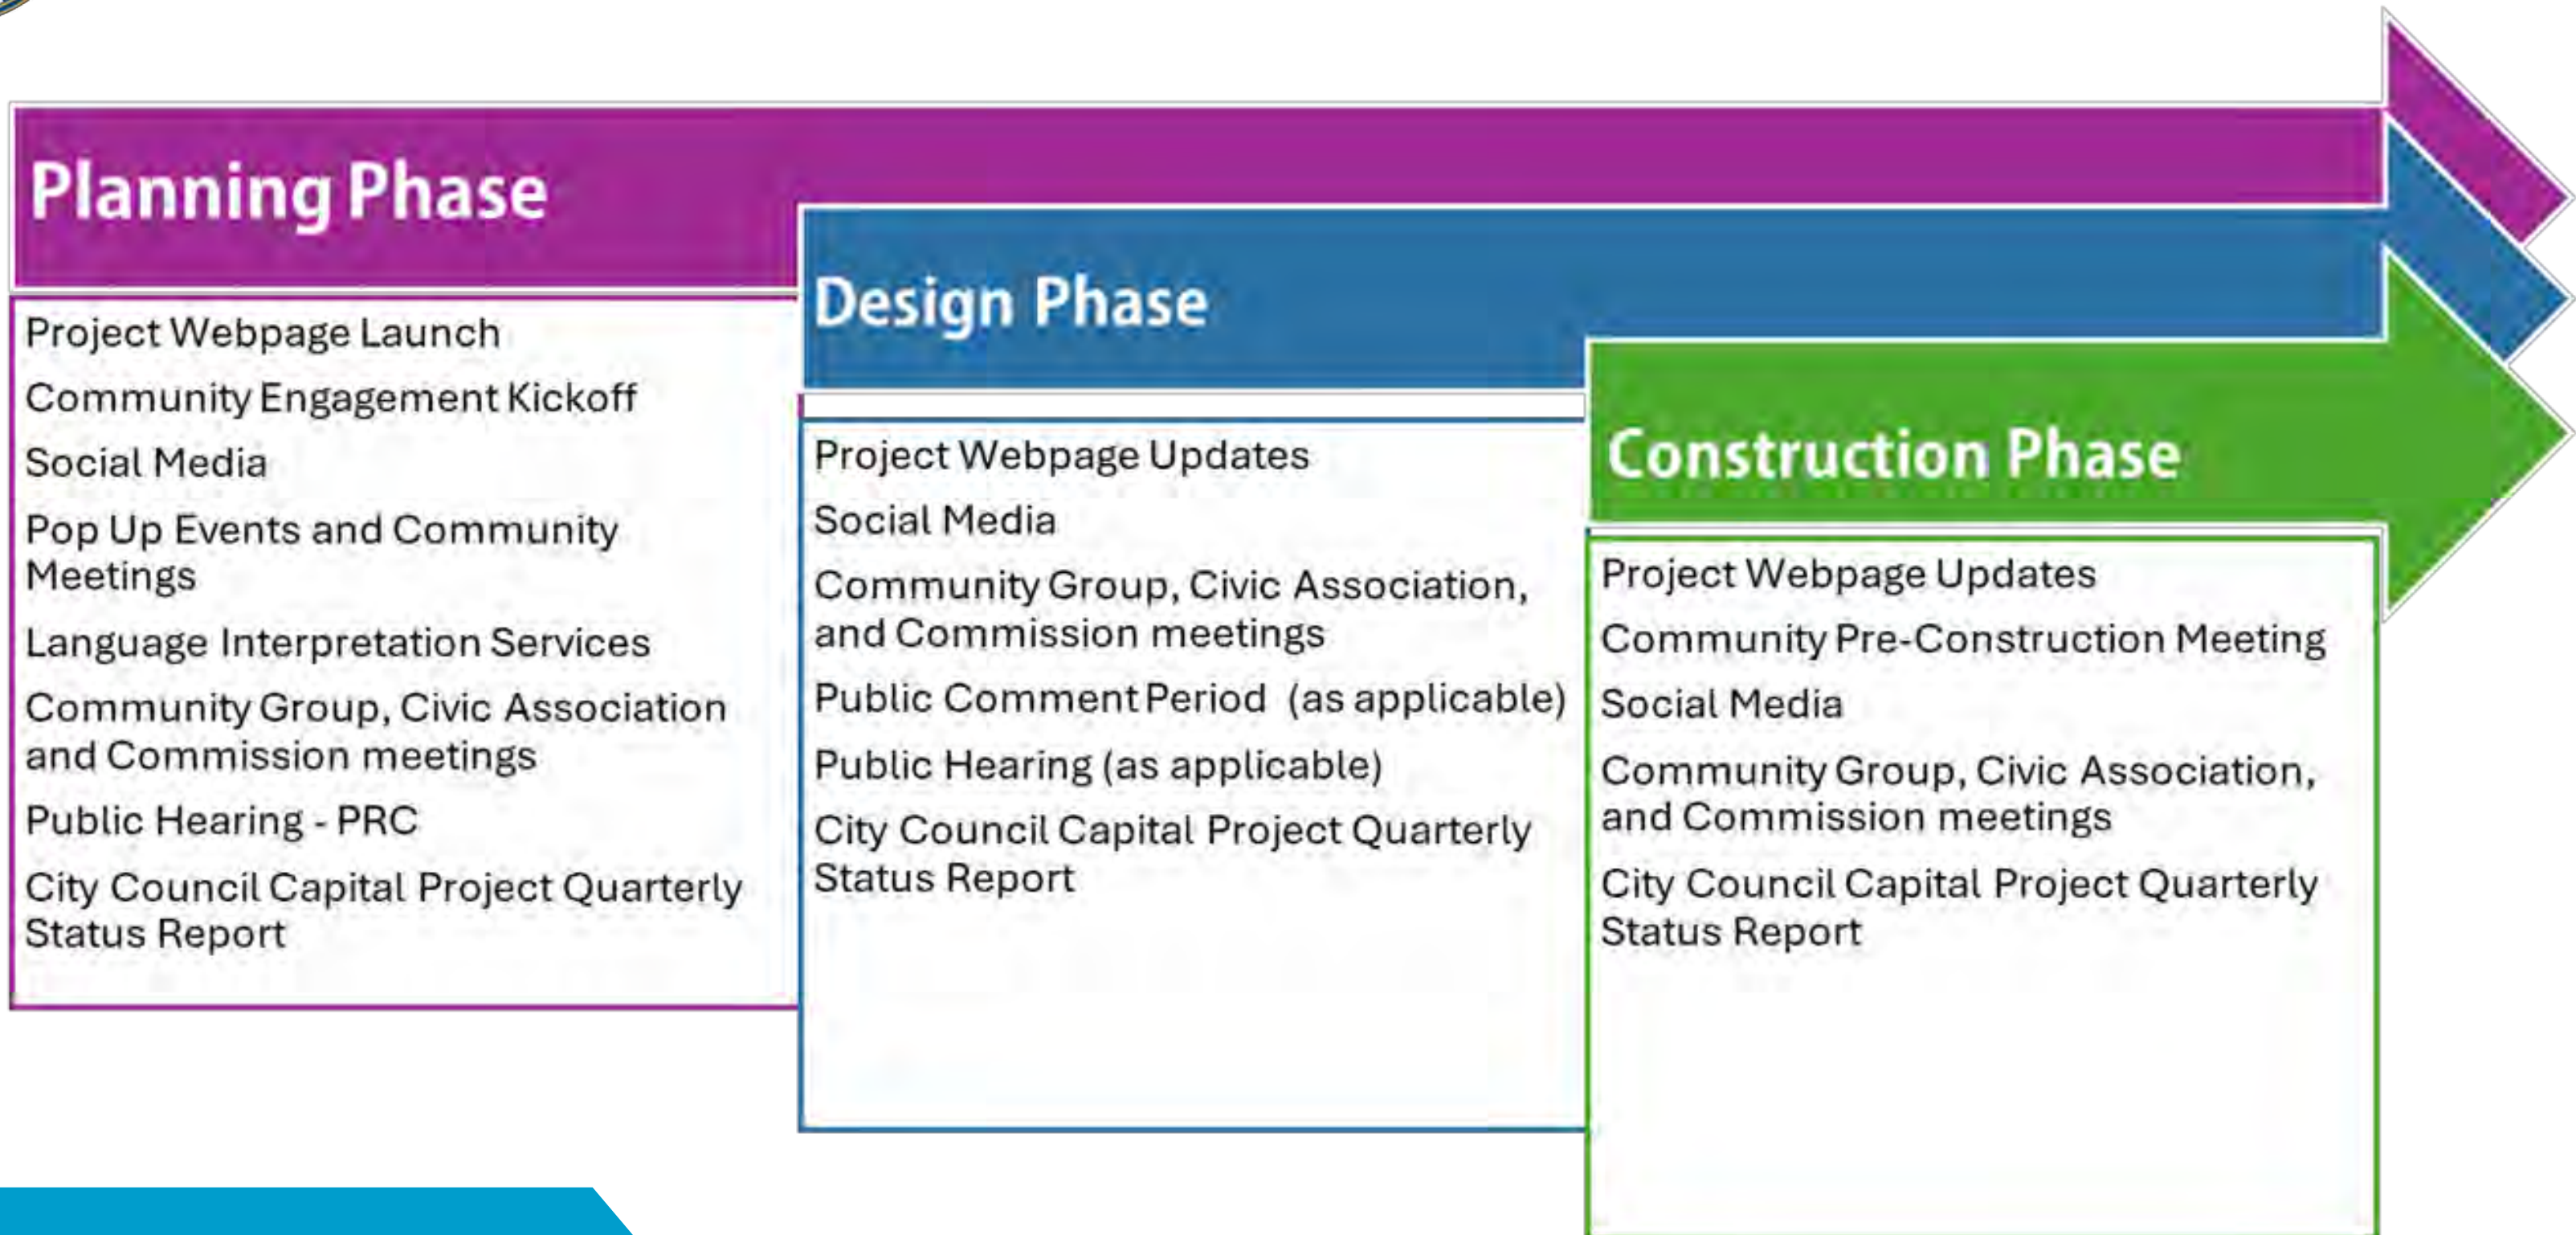 Planning Phase
Project Webpage Launch
Community Engagement Kickoff
Social Media
Pop Up Events and Community
Meetings
Language Interpretation Services
Community Group, Civic Association
and Commission meetings
Public Hearing - PRC
City Council Capital Project Quarterly
Status Report
Design Phase
Project Webpage Updates
Social Media
Community Group, Civic Association,
and Commission meetings
Public Comment Period (as applicable)
Public Hearing (as applicable)
City Council Capital Project Quarterly
Status Report
Construction Phase
Project Webpage Updates
Community Pre-Construction Meeting
Social Media
Community Group, Civic Association,
and Commission meetings
City Council Capital Project Quarterly
Status Report